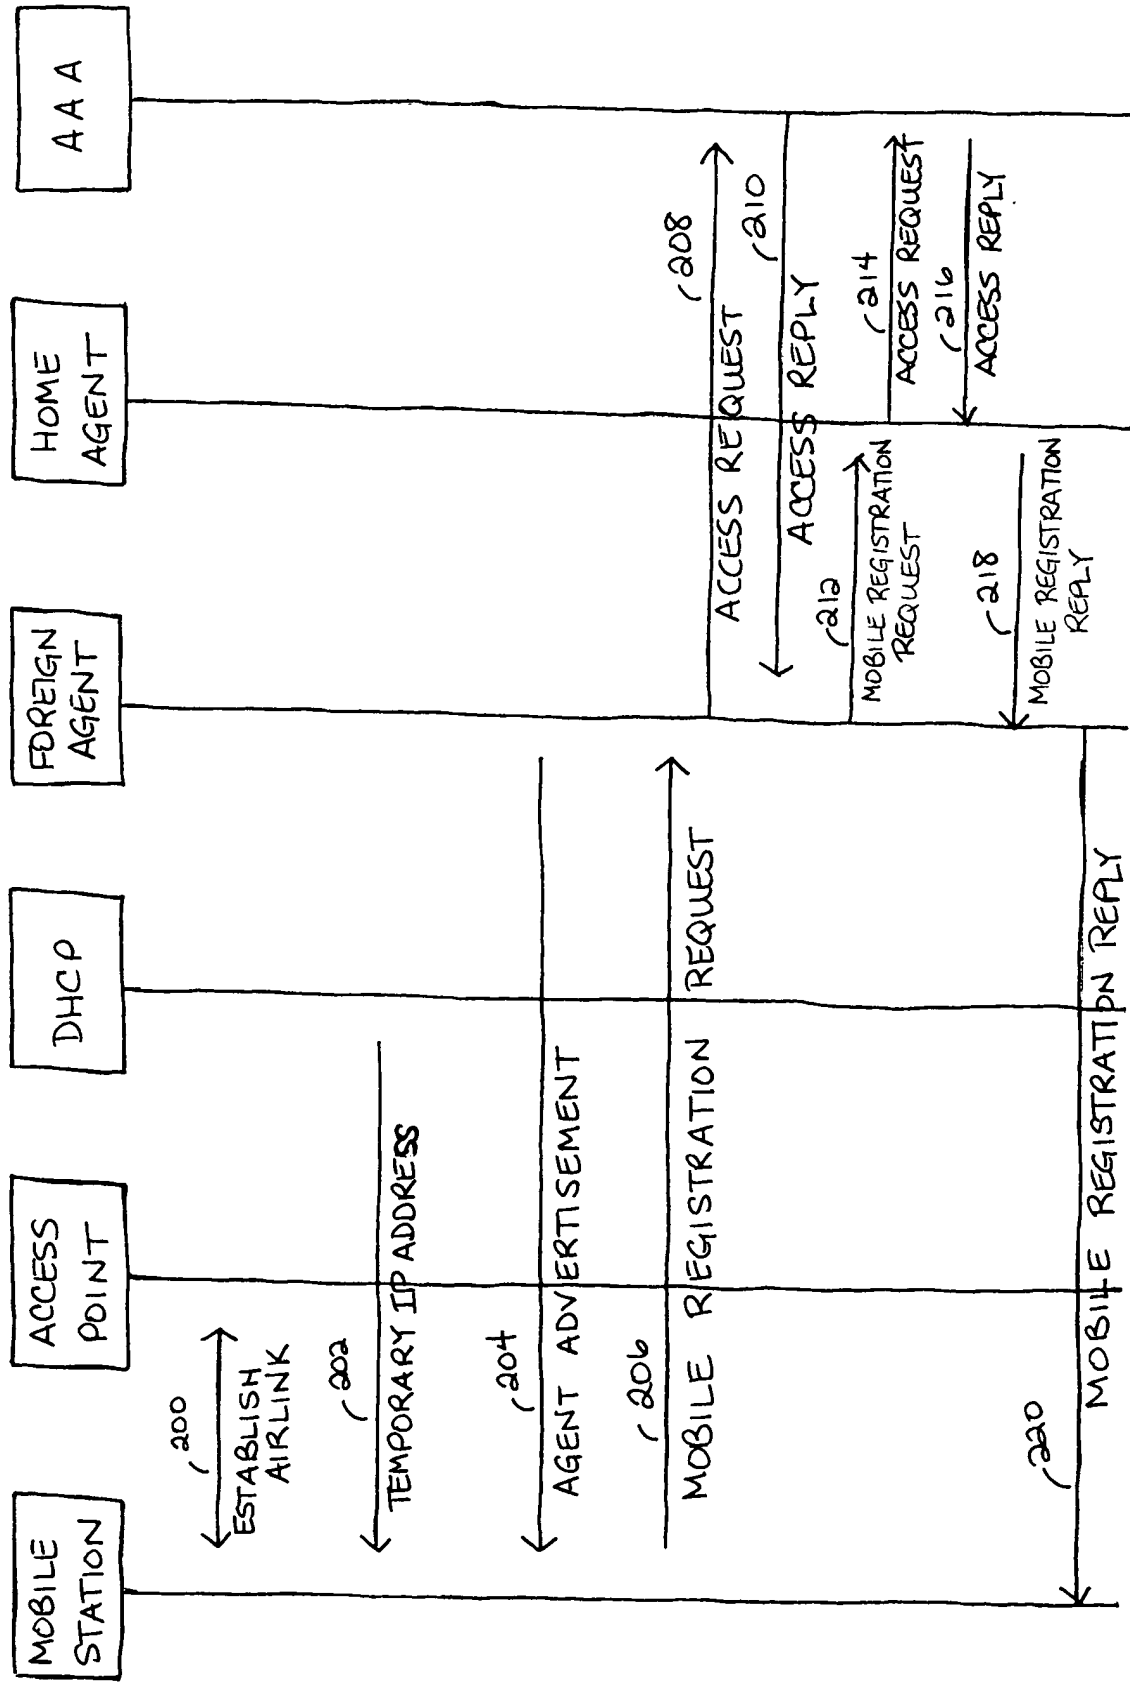 MOBILE
STATION
ACCESS
POINT
DHCP
FOREIGN
AGENT
HOME
AGENT
AAA
200
ESTABLISH
AIRLINK
202
TEMPORARY IP ADDRESS
204
AGENT ADVERTISEMENT
206
MOBILE REGISTRATION REQUEST
208
ACCESS REQUEST
210
ACCESS REPLY
212
MOBILE REGISTRATION
REQUEST
214
ACCESS REQUEST
216
ACCESS REPLY
218
MOBILE REGISTRATION
REPLY
220
MOBILE REGISTRATION REPLY